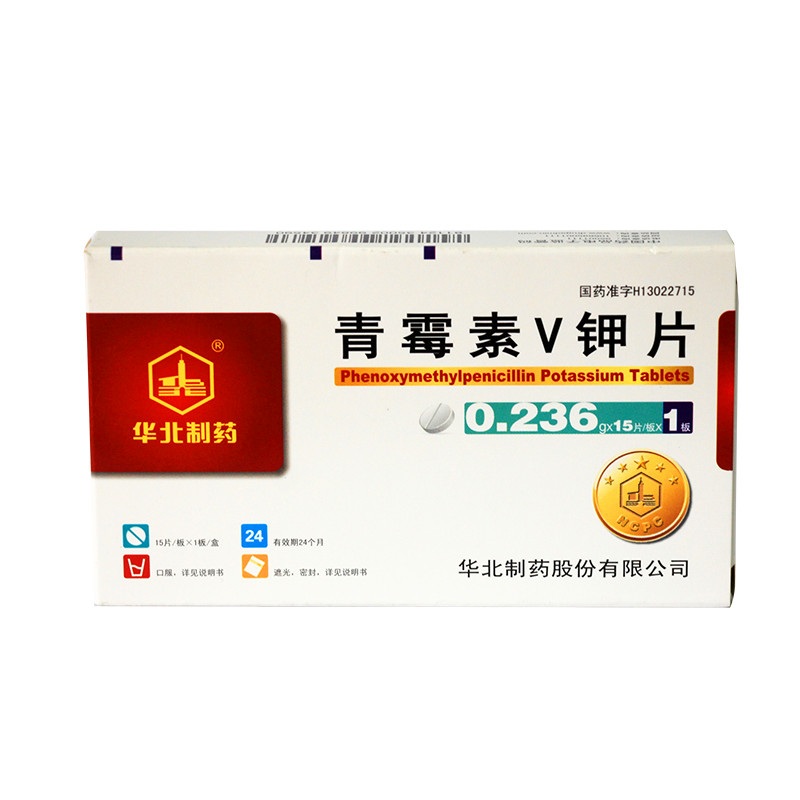 国药准字H13022715
青霉素V钾片
Phenoxymethylpenicillin Potassium Tablets
0.236gx15片/板x1板
®
华北制药
NCPC
15片/板×1板/盒
24 有效期24个月
口服，详见说明书
遮光，密封，详见说明书
华北制药股份有限公司